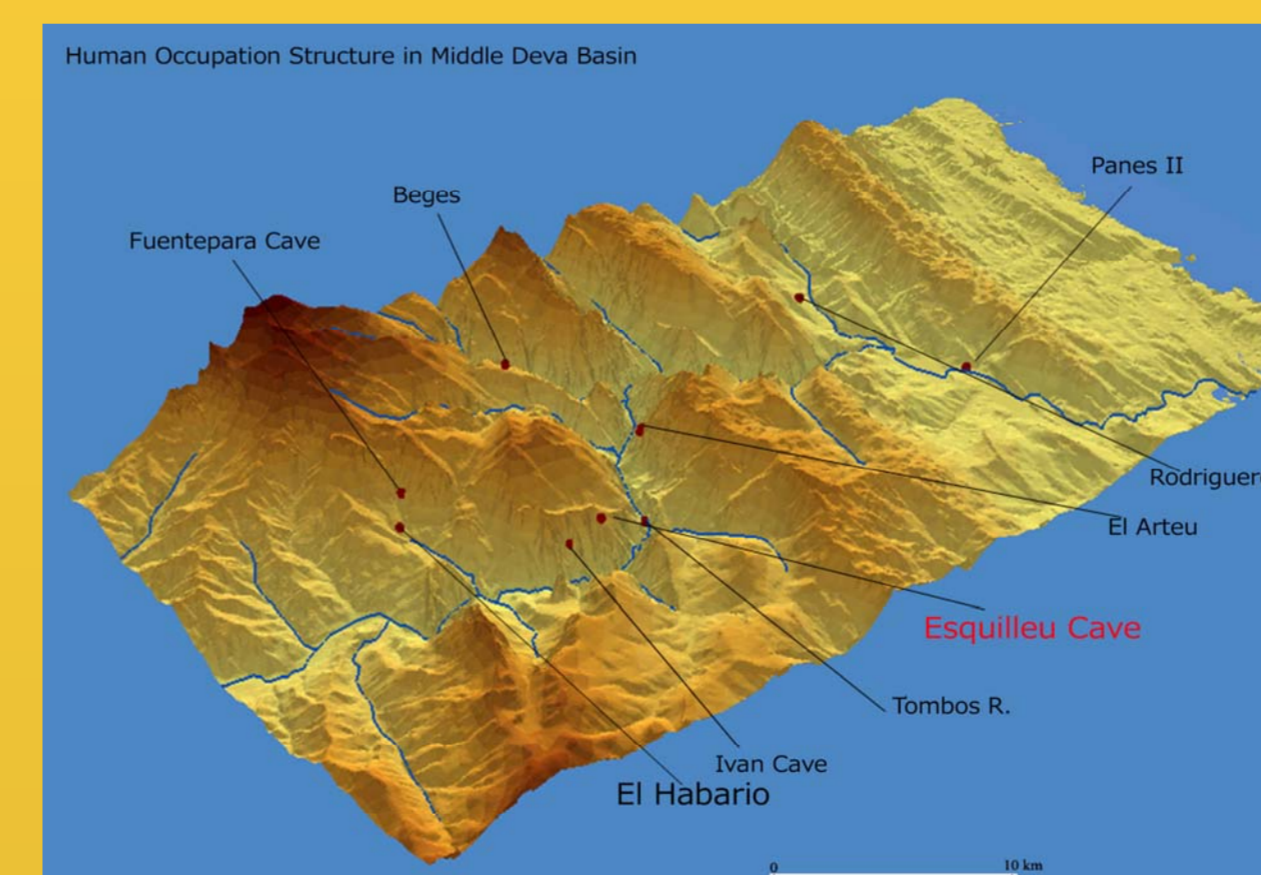 Human Occupation Structure in Middle Deva Basin
Panes II
Beges
Fuentepara Cave
El Arteu
Esquilleu Cave
Tombos R.
Ivan Cave
El Habario
0 10 km